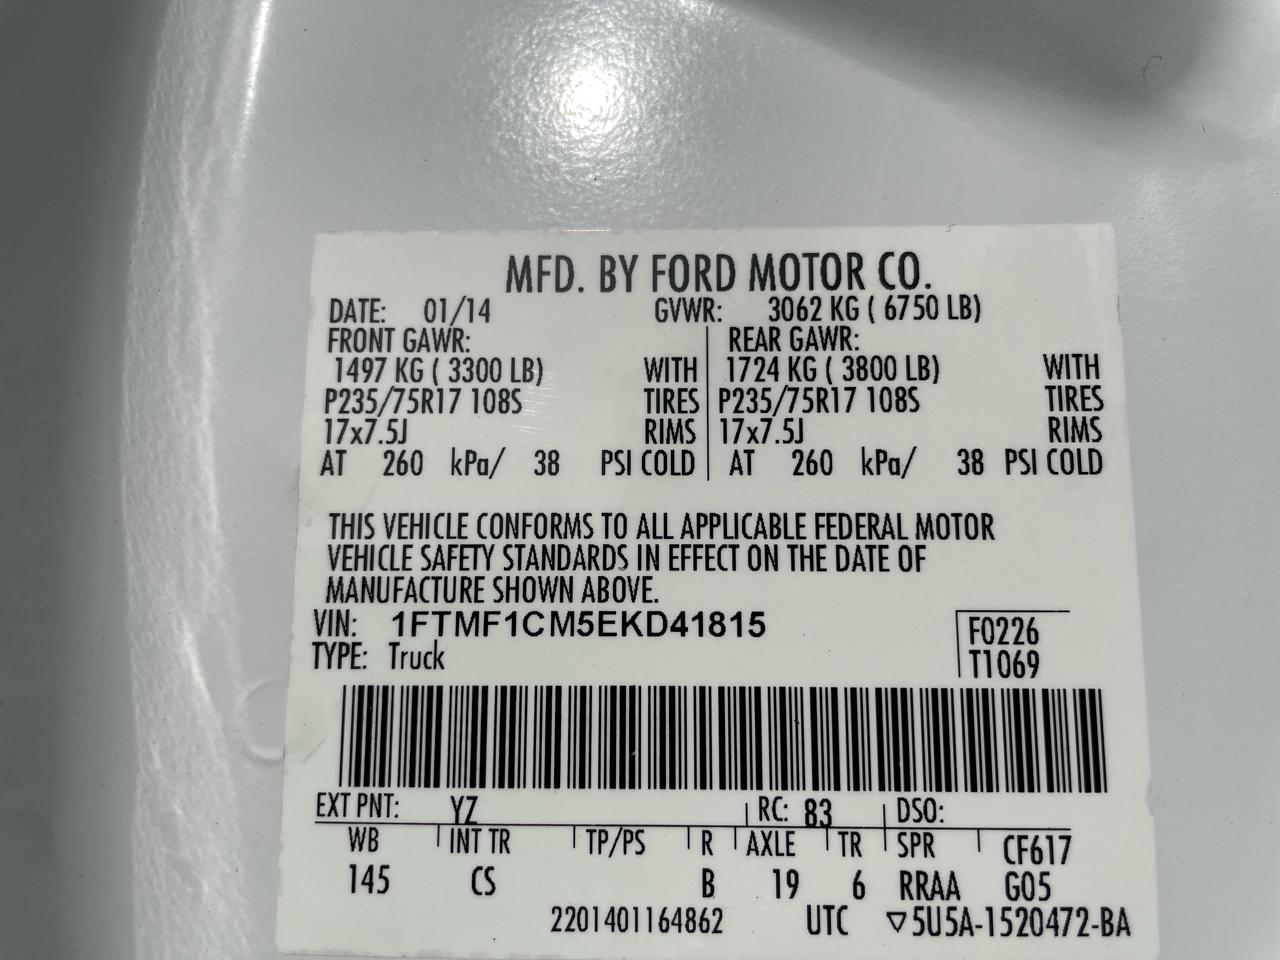 MFD. BY FORD MOTOR CO.
DATE: 01/14 GVWR: 3062 KG ( 6750 LB)
FRONT GAWR: REAR GAWR:
1497 KG ( 3300 LB) WITH 1724 KG ( 3800 LB) WITH
P235/75R17 108S TIRES P235/75R17 108S TIRES
17x7.5J RIMS 17x7.5J RIMS
AT 260 kPa/ 38 PSI COLD AT 260 kPa/ 38 PSI COLD
THIS VEHICLE CONFORMS TO ALL APPLICABLE FEDERAL MOTOR
VEHICLE SAFETY STANDARDS IN EFFECT ON THE DATE OF
MANUFACTURE SHOWN ABOVE.
VIN: 1FTMF1CM5EKD41815 F0226
TYPE: Truck T1069
EXT PNT: YZ RC: 83 DSO:
WB INT TR TP/PS R AXLE TR SPR CF617
145 CS B 19 6 RRAA G05
2201401164862 UTC ▽5U5A-1520472-BA